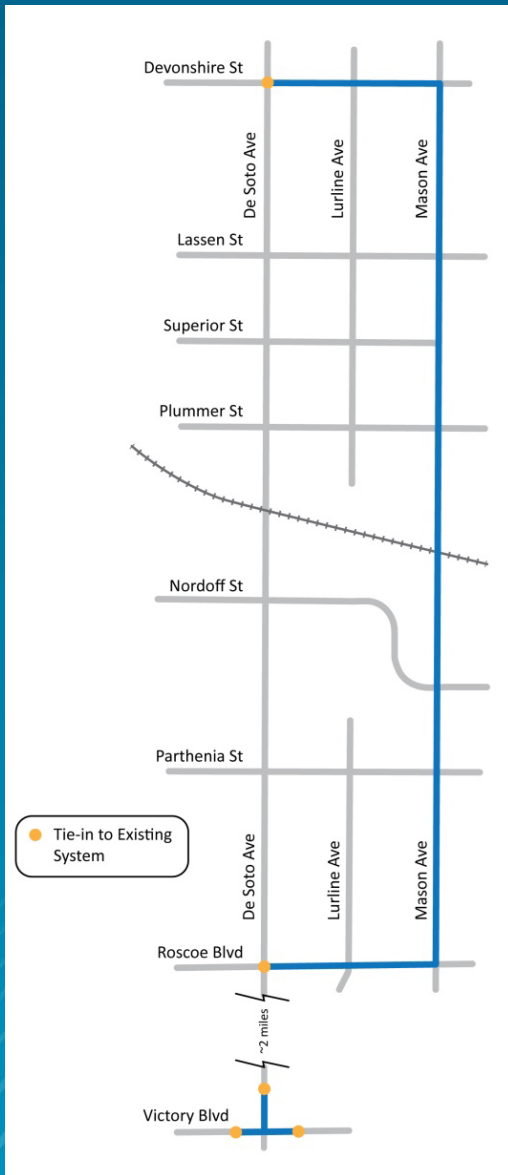 Devonshire St
De Soto Ave
Lurline Ave
Mason Ave
Lassen St
Superior St
Plummer St
Nordoff St
Parthenia St
Tie-in to Existing
System
De Soto Ave
Lurline Ave
Mason Ave
Roscoe Blvd
~2 miles
Victory Blvd